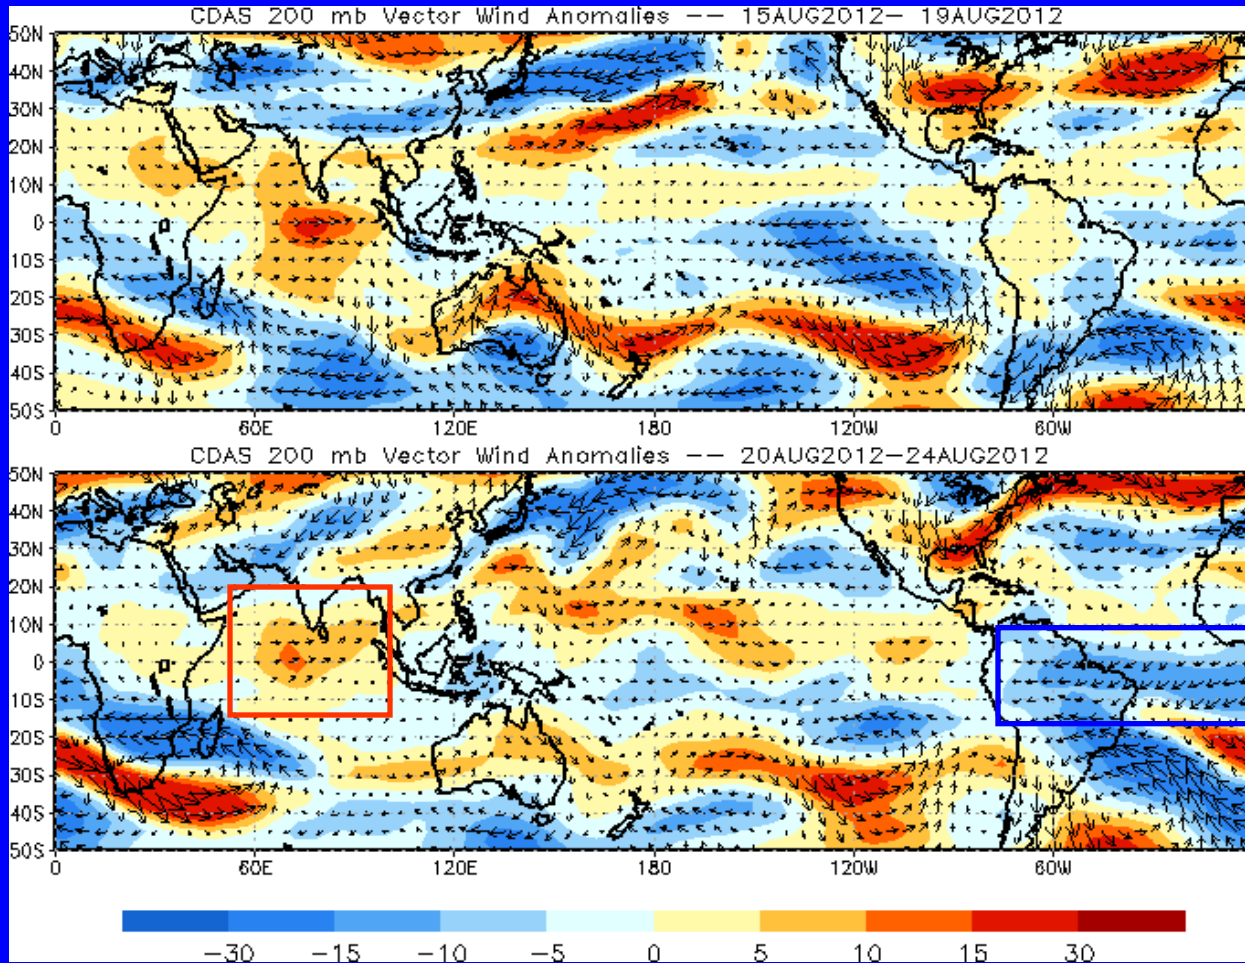 CDAS 200 mb Vector Wind Anomalies -- 15AUG2012- 19AUG2012
50N
40N
30N
20N
10N
0
10S
20S
30S
40S
50S
0 60E 120E 180 120W 60W
CDAS 200 mb Vector Wind Anomalies -- 20AUG2012-24AUG2012
50N
40N
30N
20N
10N
0
10S
20S
30S
40S
50S
0 60E 120E 180 120W 60W
-30 -15 -10 -5 0 5 10 15 30